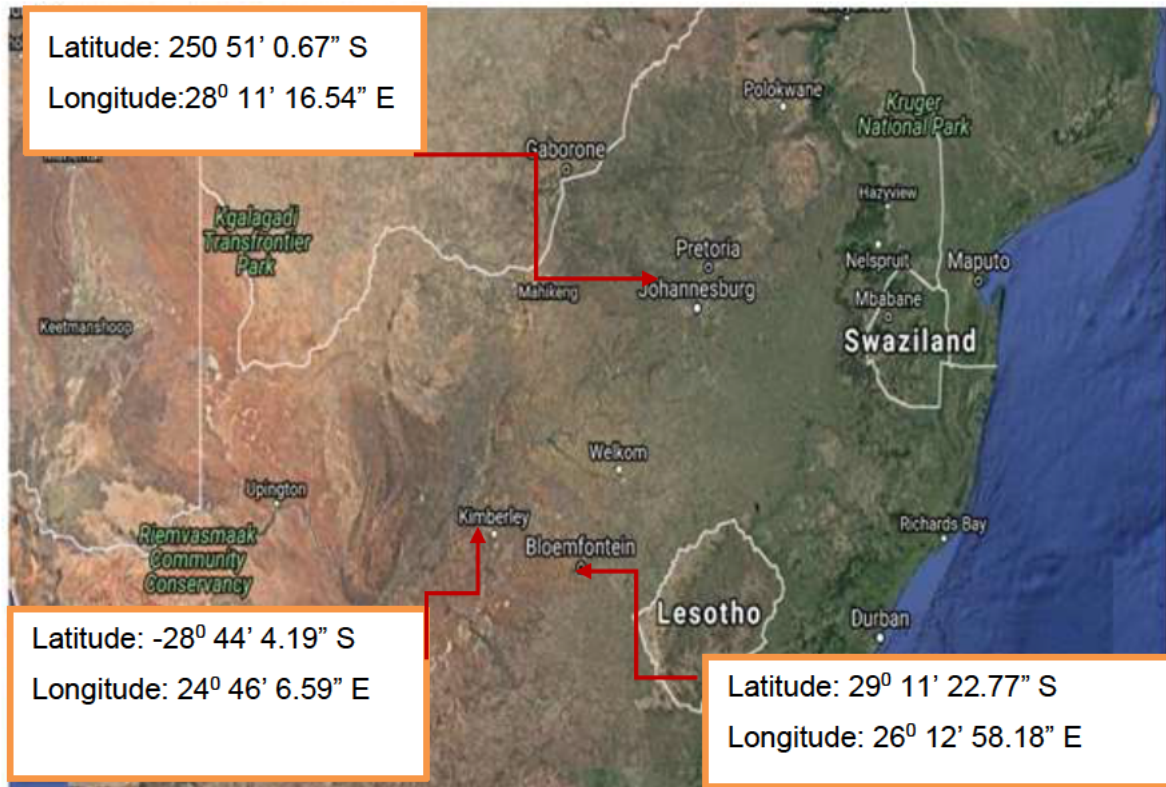 Latitude: 250 51’ 0.67” S
Longitude:28⁰ 11’ 16.54” E
Polokwane
Kruger
National Park
Gaborone
Hazyview
Kgalagadi
Transfrontier
Park
Pretoria
Nelspruit
Maputo
Mahikeng
Johannesburg
Mbabane
Keetmanshoop
Swaziland
Welkom
Upington
Kimberley
Richards Bay
Riemvasmaak
Community
Conservancy
Bloemfontein
Lesotho
Durban
Latitude: -28⁰ 44’ 4.19” S
Longitude: 24⁰ 46’ 6.59” E
Latitude: 29⁰ 11’ 22.77” S
Longitude: 26⁰ 12’ 58.18” E